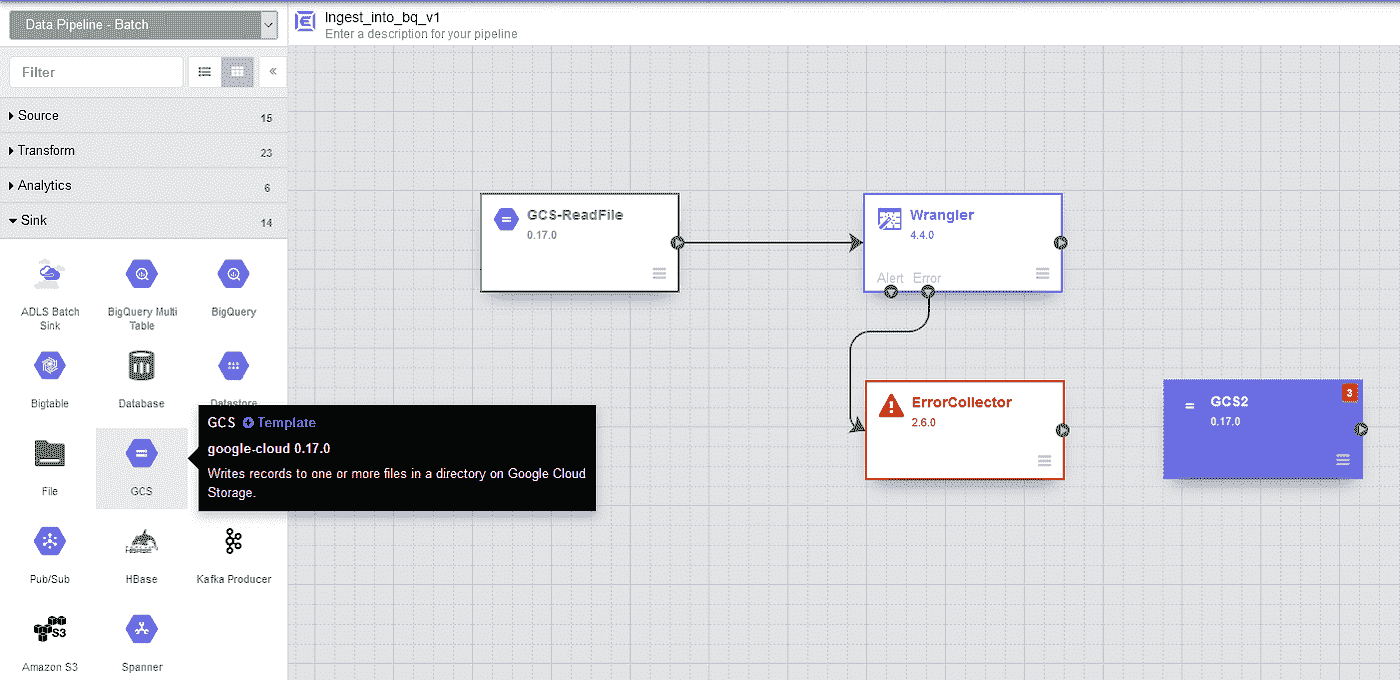 Data Pipeline - Batch
Ingest_into_bq_v1
Enter a description for your pipeline
Filter
Source 15
Transform 23
Analytics 6
Sink 14
ADLS Batch
Sink
BigQuery Multi
Table
BigQuery
Bigtable
Database
Datastore
File
GCS
Pub/Sub
HBase
Kafka Producer
S3
Amazon S3
Spanner
GCS Template
google-cloud 0.17.0
Writes records to one or more files in a directory on Google Cloud
Storage.
GCS-ReadFile
0.17.0
Wrangler
4.4.0
Alert Error
ErrorCollector
2.6.0
GCS2
0.17.0
3